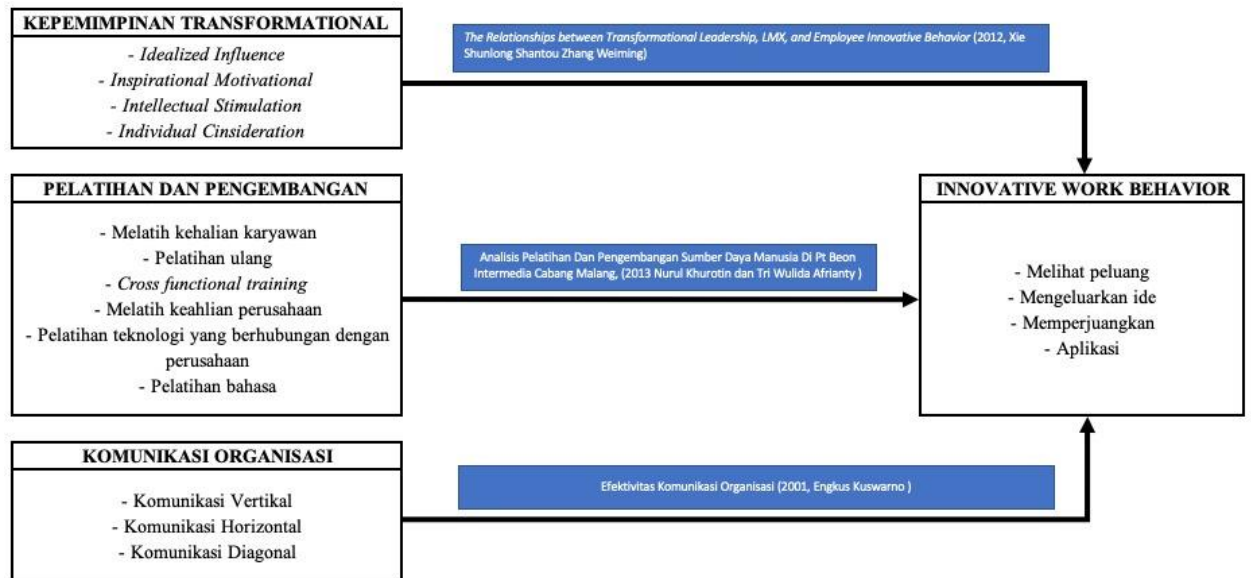 KEPEMIMPINAN TRANSFORMATIONAL
- Idealized Influence
- Inspirational Motivational
- Intellectual Stimulation
- Individual Cinsideration
The Relationships between Transformational Leadership, LMX, and Employee Innovative Behavior (2012, Xie
Shunlong Shantou Zhang Weiming)
PELATIHAN DAN PENGEMBANGAN
- Melatih kehalian karyawan
- Pelatihan ulang
- Cross functional training
- Melatih keahlian perusahaan
- Pelatihan teknologi yang berhubungan dengan
perusahaan
- Pelatihan bahasa
Analisis Pelatihan Dan Pengembangan Sumber Daya Manusia Di Pt Beon
Intermedia Cabang Malang, (2013 Nurul Khurotin dan Tri Wulida Afrianty )
INNOVATIVE WORK BEHAVIOR
- Melihat peluang
- Mengeluarkan ide
- Memperjuangkan
- Aplikasi
KOMUNIKASI ORGANISASI
- Komunikasi Vertikal
- Komunikasi Horizontal
- Komunikasi Diagonal
Efektivitas Komunikasi Organisasi (2001, Engkus Kuswarno )